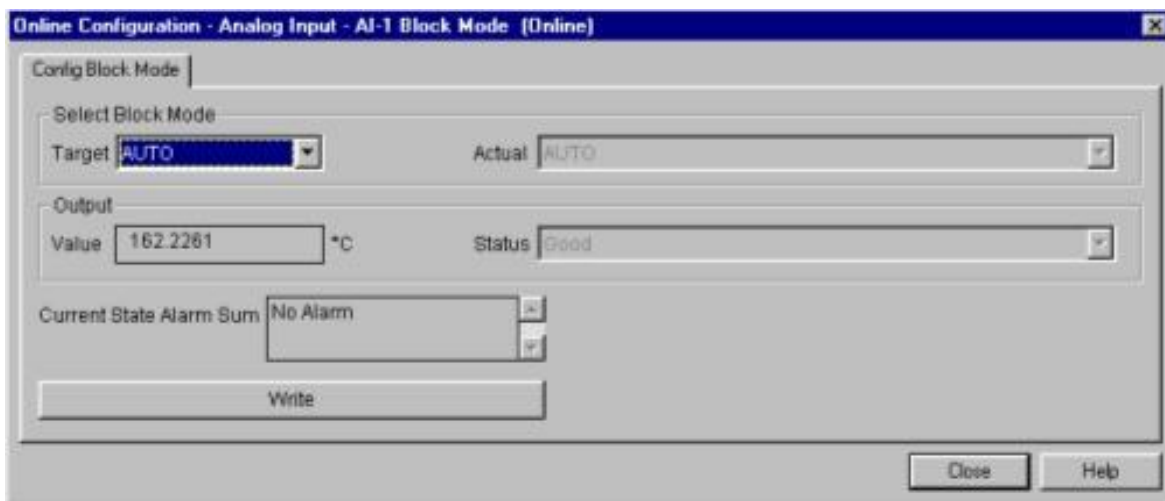 Online Configuration - Analog Input - AI-1 Block Mode (Online)
Config Block Mode
Select Block Mode
Target AUTO Actual AUTO
Output
Value 162.2261 °C Status Good
Current State Alarm Sum No Alarm
Write
Close Help